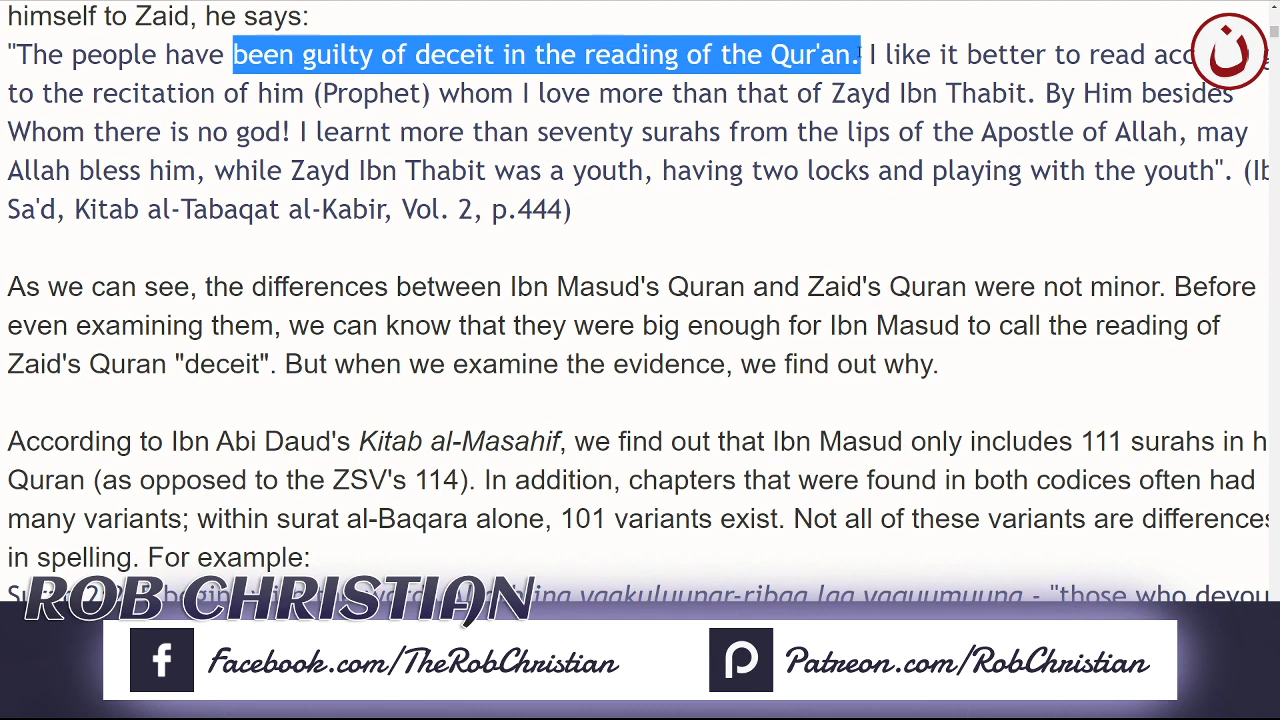 himself to Zaid, he says:
"The people have been guilty of deceit in the reading of the Qur'an. I like it better to read
to the recitation of him (Prophet) whom I love more than that of Zayd Ibn Thabit. By Him besides
Whom there is no god! I learnt more than seventy surahs from the lips of the Apostle of Allah, may
Allah bless him, while Zayd Ibn Thabit was a youth, having two locks and playing with the youth". (
Sa'd, Kitab al-Tabaqat al-Kabir, Vol. 2, p.444)
As we can see, the differences between Ibn Masud's Quran and Zaid's Quran were not minor. Before
even examining them, we can know that they were big enough for Ibn Masud to call the reading of
Zaid's Quran "deceit". But when we examine the evidence, we find out why.
According to Ibn Abi Daud's Kitab al-Masahif, we find out that Ibn Masud only includes 111 surahs in
Quran (as opposed to the ZSV's 114). In addition, chapters that were found in both codices often had
many variants; within surat al-Baqara alone, 101 variants exist. Not all of these variants are differences
in spelling. For example:
"those who
ن
ROB CHRISTIAN
f Facebook.com/TheRobChristian
Patreon.com/RobChristian